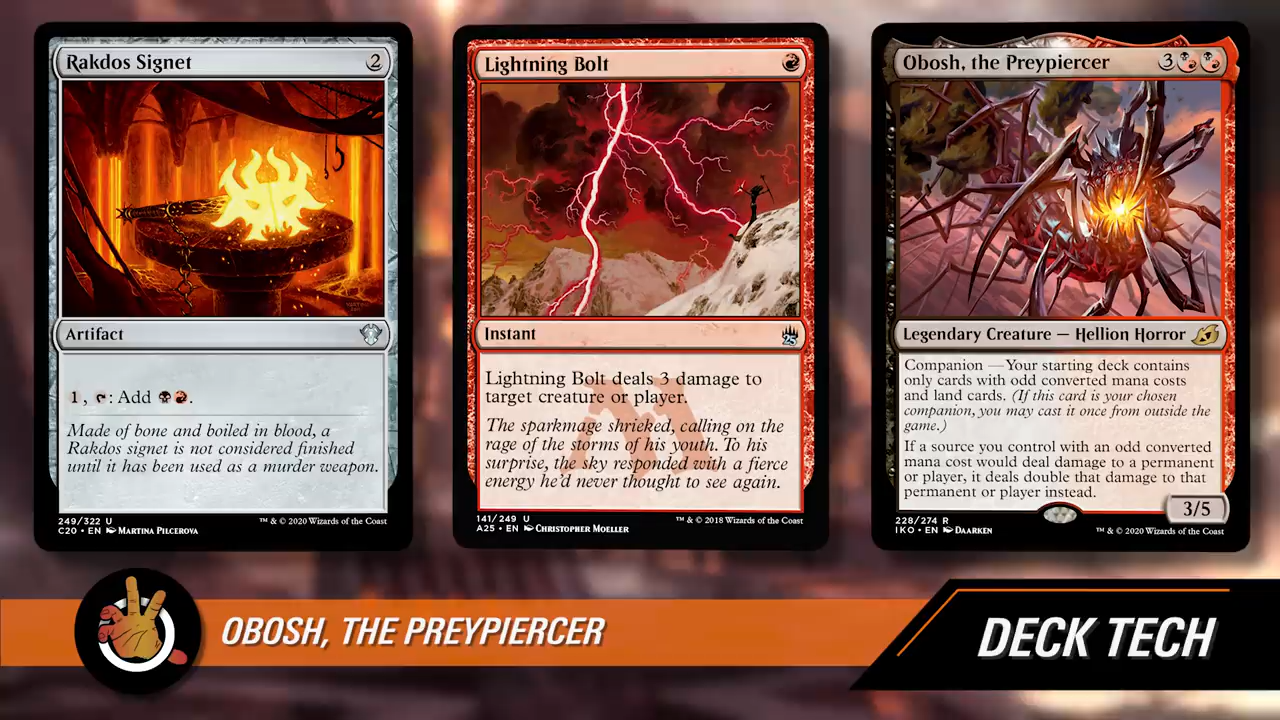 Rakdos Signet 2
Artifact
1, : Add .
Made of bone and boiled in blood, a
Rakdos signet is not considered finished
until it has been used as a murder weapon.
249/322 U
C20 • EN Martina Pilcerova
™ & © 2020 Wizards of the Coast
Lightning Bolt
Instant
25
Lightning Bolt deals 3 damage to
target creature or player.
The sparkmage shrieked, calling on the
rage of the storms of his youth. To his
surprise, the sky responded with a fierce
energy he'd never thought to see again.
141/249 U
A25 • EN Christopher Moeller
™ & © 2018 Wizards of the Coast
Obosh, the Preypiercer 3
Legendary Creature — Hellion Horror
Companion — Your starting deck contains
only cards with odd converted mana costs
and land cards. (If this card is your chosen
companion, you may cast it once from outside the
game.)
If a source you control with an odd converted
mana cost would deal damage to a permanent
or player, it deals double that damage to that
permanent or player instead.
3/5
228/274 R
IKO • EN Daarken
™ & © 2020 Wizards of the Coast
OBOSH, THE PREYPIERCER
DECK TECH